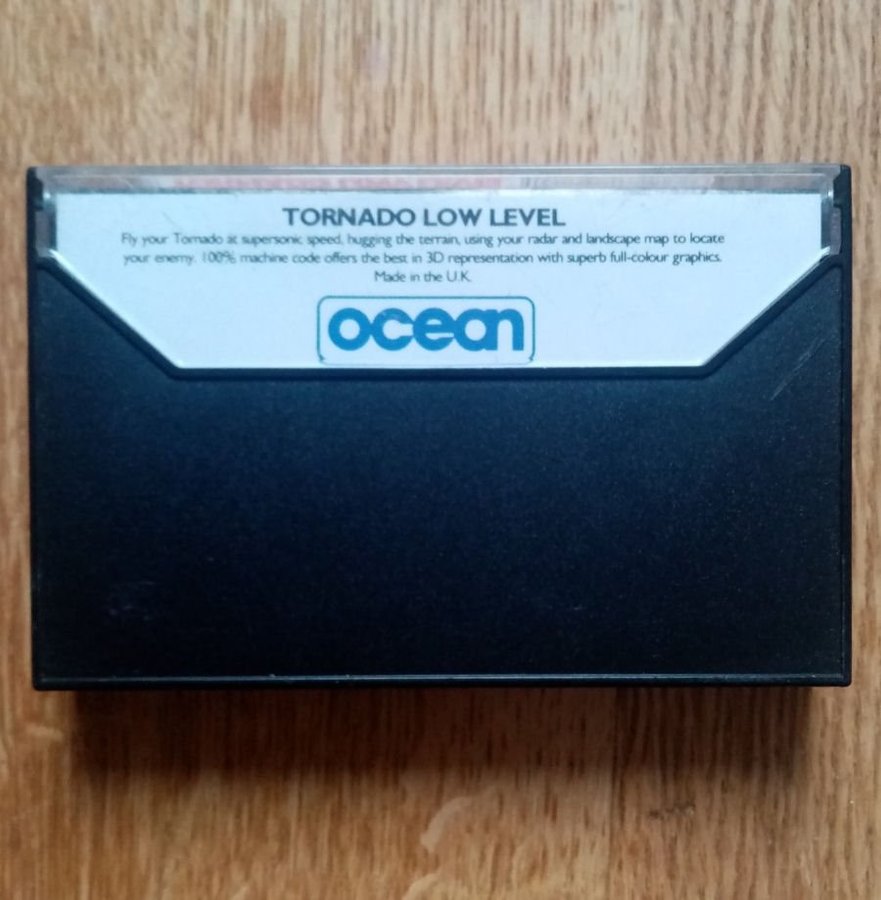 TORNADO LOW LEVEL
Fly your Tornado at supersonic speed, hugging the terrain, using your radar and landscape map to locate
your enemy. 100% machine code offers the best in 3D representation with superb full-colour graphics.
Made in the U.K.
ocean